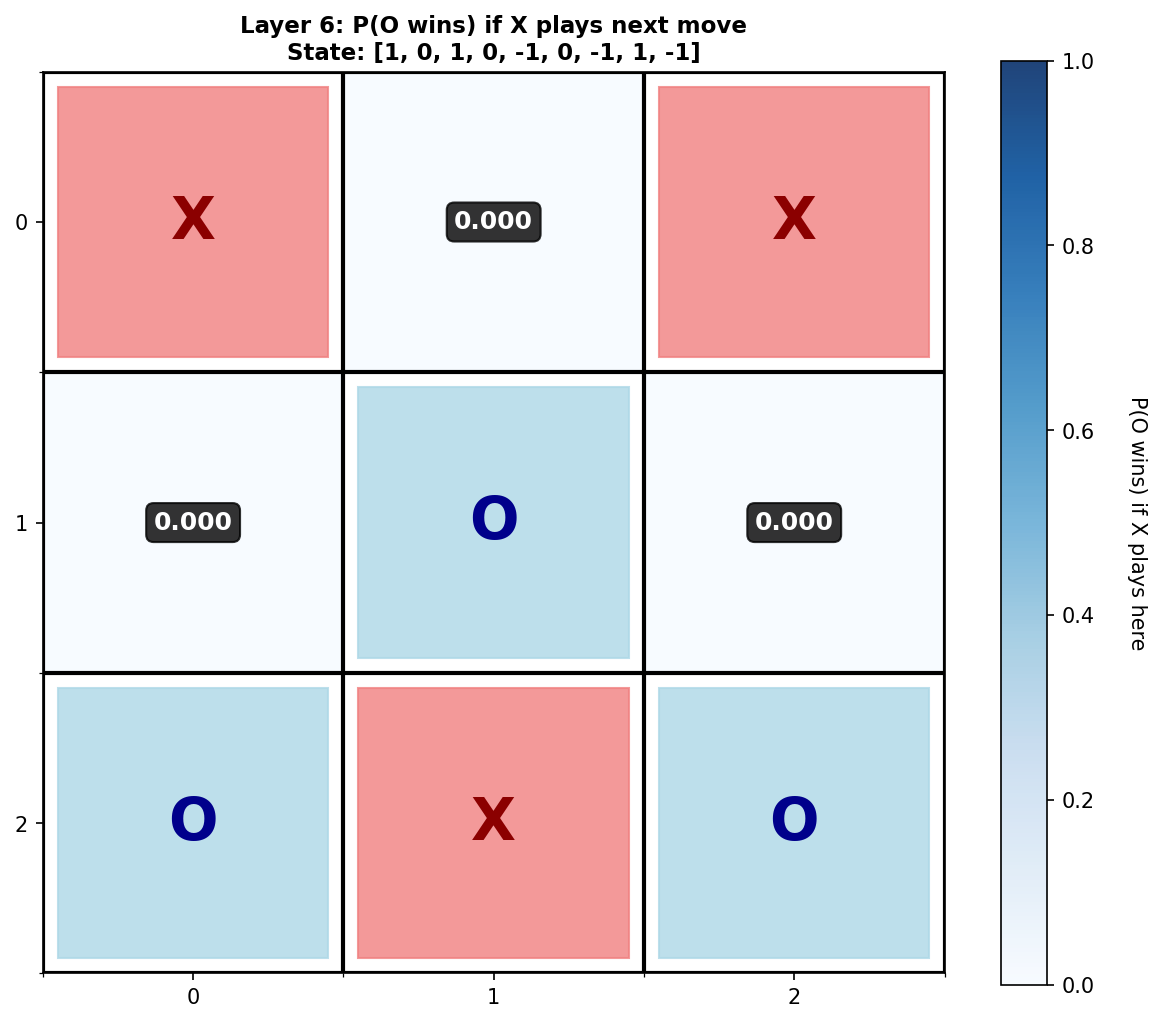 Layer 6: P(O wins) if X plays next move
State: [1, 0, 1, 0, -1, 0, -1, 1, -1]
X 0.000 X
0.000 O 0.000
O X O
0
1
2
0 1 2
1.0
0.8
0.6
0.4
0.2
0.0
P(O wins) if X plays here